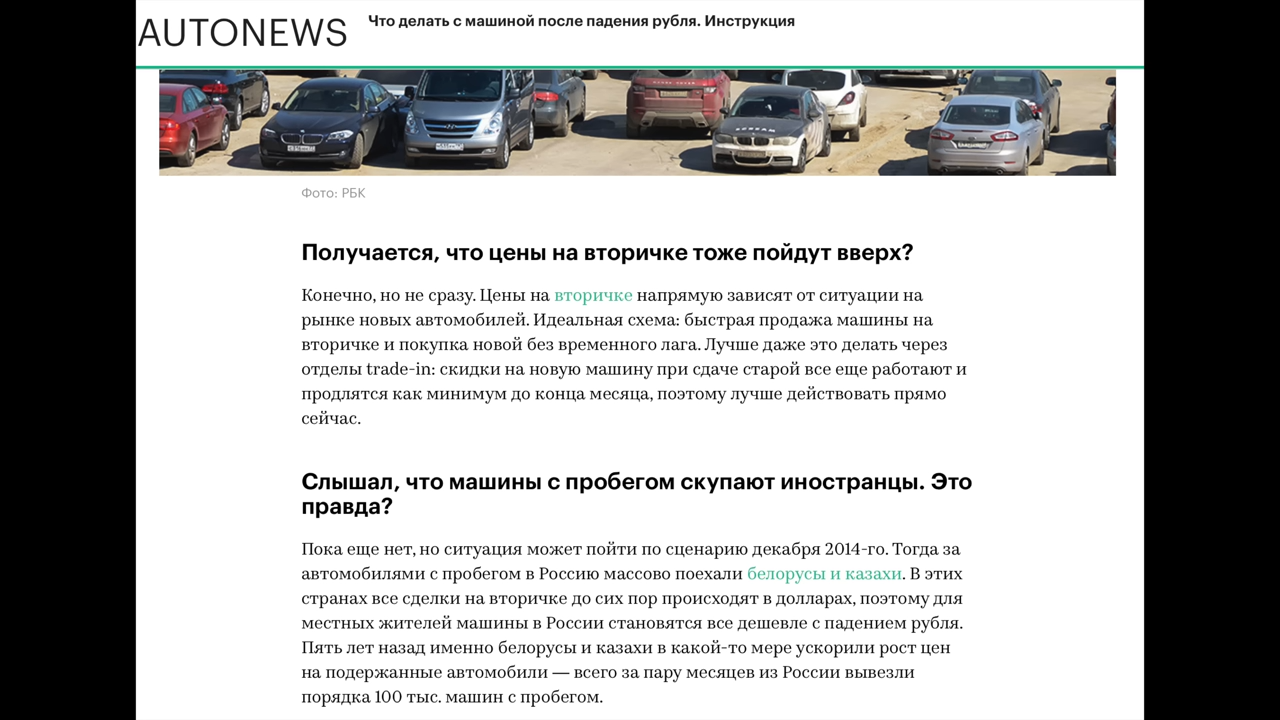 AUTONEWS
Что делать с машиной после падения рубля. Инструкция
Фото: РБК
Получается, что цены на вторичке тоже пойдут вверх?
Конечно, но не сразу. Цены на вторичке напрямую зависят от ситуации на
рынке новых автомобилей. Идеальная схема: быстрая продажа машины на
вторичке и покупка новой без временного лага. Лучше даже это делать через
отделы trade-in: скидки на новую машину при сдаче старой все еще работают и
продлятся как минимум до конца месяца, поэтому лучше действовать прямо
сейчас.
Слышал, что машины с пробегом скупают иностранцы. Это
правда?
Пока еще нет, но ситуация может пойти по сценарию декабря 2014-го. Тогда за
автомобилями с пробегом в Россию массово поехали белорусы и казахи. В этих
странах все сделки на вторичке до сих пор происходят в долларах, поэтому для
местных жителей машины в России становятся все дешевле с падением рубля.
Пять лет назад именно белорусы и казахи в какой-то мере ускорили рост цен
на подержанные автомобили — всего за пару месяцев из России вывезли
порядка 100 тыс. машин с пробегом.